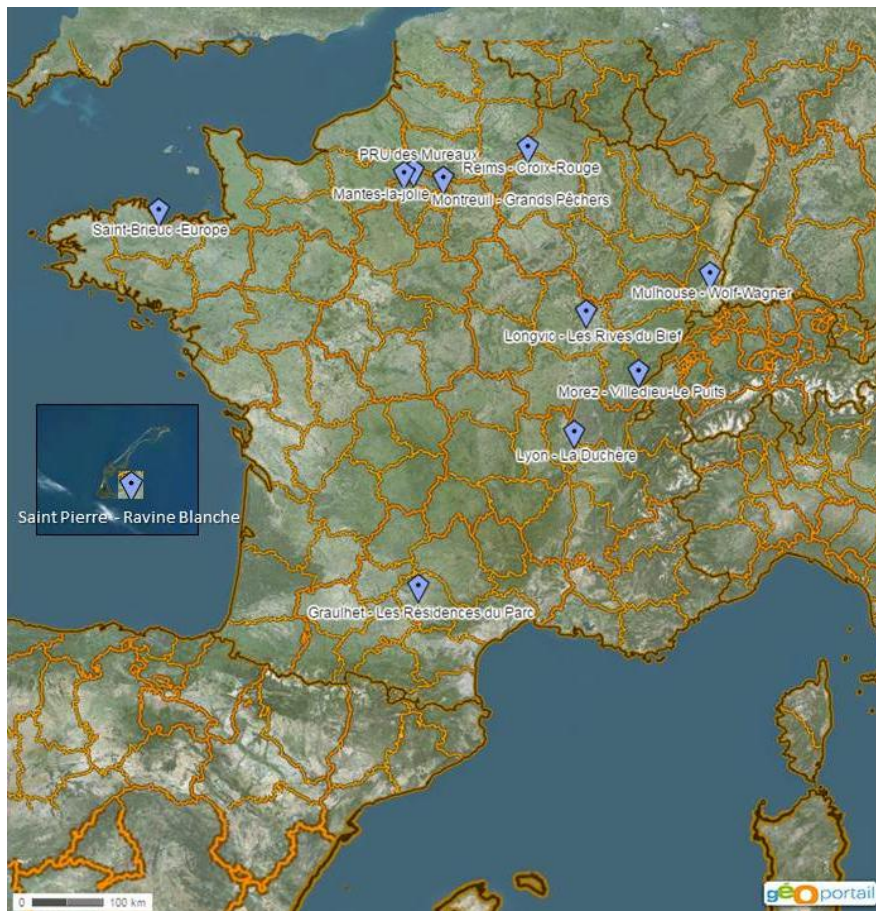 PRU des Mureaux
Reims - Croix-Rouge
Mantes-la-jolie
Montreuil - Grands Pêchers
Saint-Brieuc -Europe
Mulhouse - Wolf-Wagner
Longvic - Les Rives du Bief
Morez - Villedieu-Le Puits
Lyon - La Duchère
Saint Pierre - Ravine Blanche
Graulhet - Les Résidences du Parc
0 100 km
géoportail